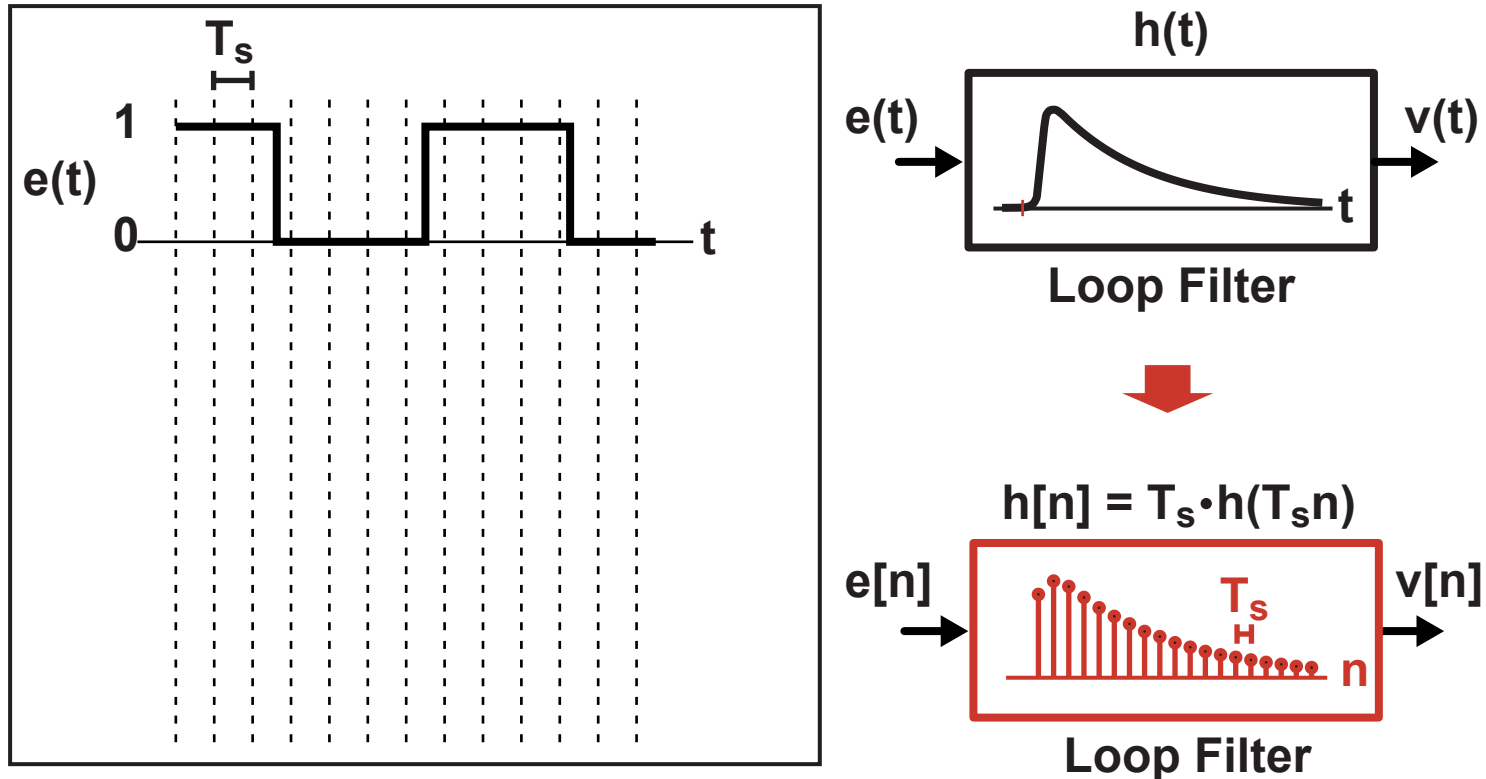 Tₛ
1
e(t)
0
t
h(t)
e(t)
v(t)
t
Loop Filter
h[n] = Tₛ•h(Tₛn)
e[n]
v[n]
Tₛ
n
Loop Filter